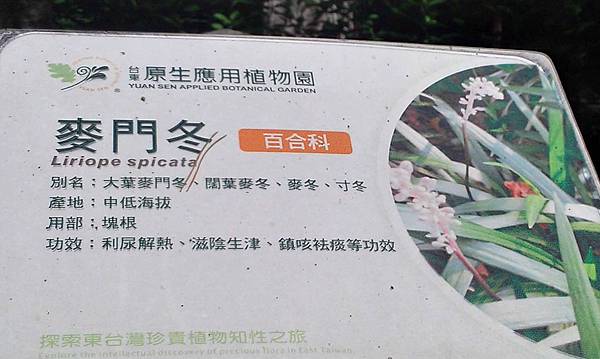 台東 原生應用植物園
YUAN SEN APPLIED BOTANICAL GARDEN
麥門冬 百合科
Liriope spicata
別名：大葉麥門冬、闊葉麥冬、麥冬、寸冬
產地：中低海拔
用部：塊根
功效：利尿解熱、滋陰生津、鎮咳袪痰等功效
探索東台灣珍貴植物知性之旅
Explore the intellectual discovery of precious flora in East Taiwan.